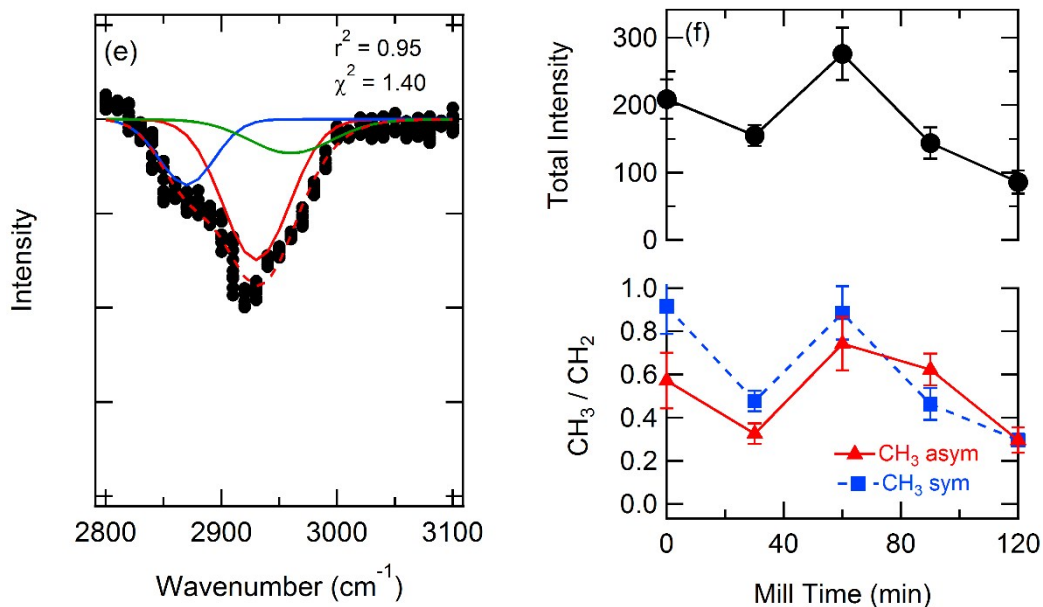 (e)
r² = 0.95
χ² = 1.40
Intensity
2800 2900 3000 3100
Wavenumber (cm⁻¹)
(f)
Total Intensity
300
200
100
0
CH₃ / CH₂
1.0
0.8
0.6
0.4
0.2
0.0
CH₃ asym
CH₃ sym
0 40 80 120
Mill Time (min)